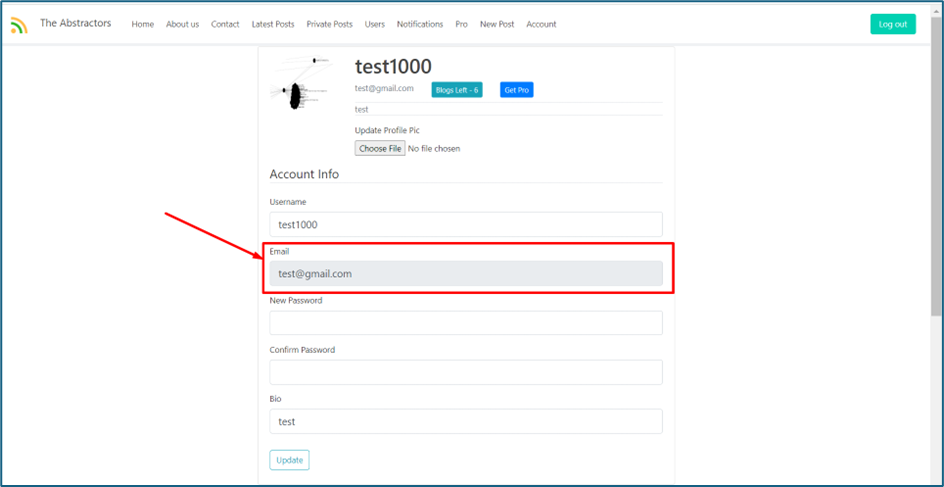 The Abstractors Home About us Contact Latest Posts Private Posts Users Notifications Pro New Post Account Log out
test1000
test@gmail.com Blogs Left - 6 Get Pro
test
Update Profile Pic
Choose File No file chosen
Account Info
Username
test1000
Email
test@gmail.com
New Password
Confirm Password
Bio
test
Update